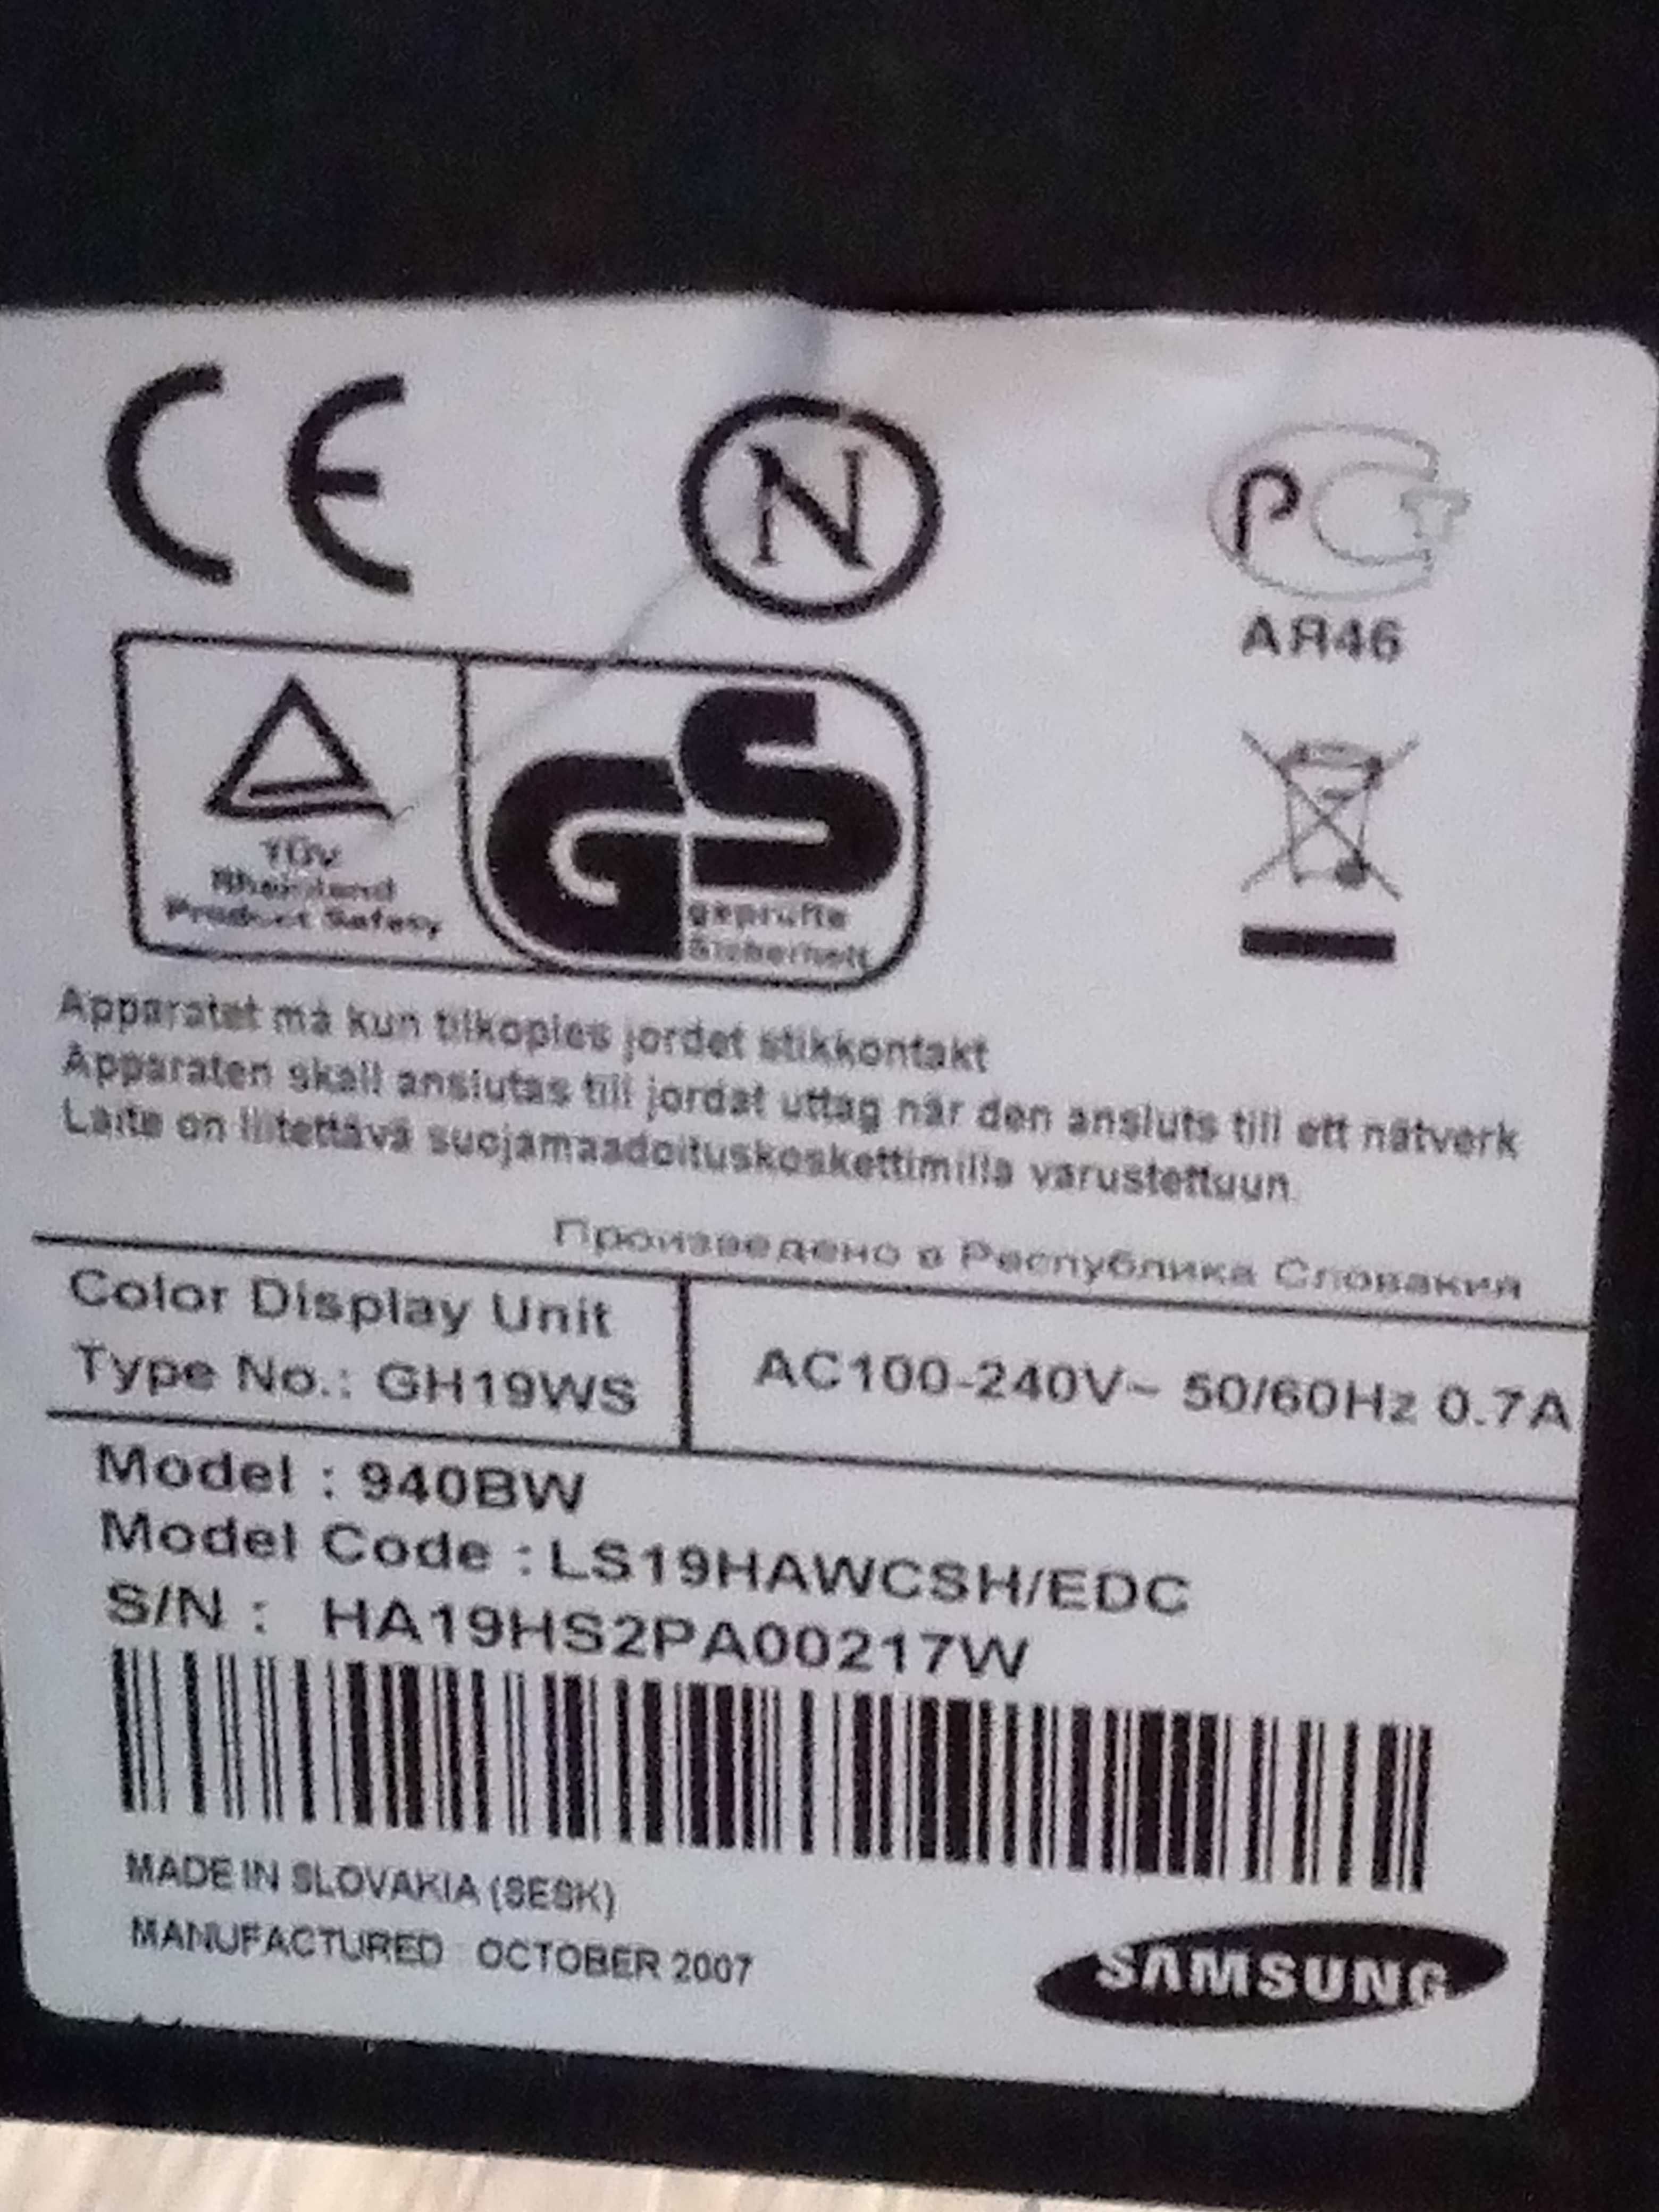 CE
N
PCT
AЯ46
TÜV
Rheinland
Product Safety
GS
geprüfte
Sicherheit
Apparatet må kun tilkoples jordet stikkontakt
Apparaten skall anslutas till jordat uttag när den ansluts till ett nätverk
Laite on liitettävä suojamaadoituskoskettimilla varustettuun.
Произведено в Республика Словакия
Color Display Unit
Type No.: GH19WS
AC100-240V~ 50/60Hz 0.7A
Model : 940BW
Model Code : LS19HAWCSH/EDC
S/N : HA19HS2PA00217W
MADE IN SLOVAKIA (SESK)
MANUFACTURED : OCTOBER 2007
SAMSUNG